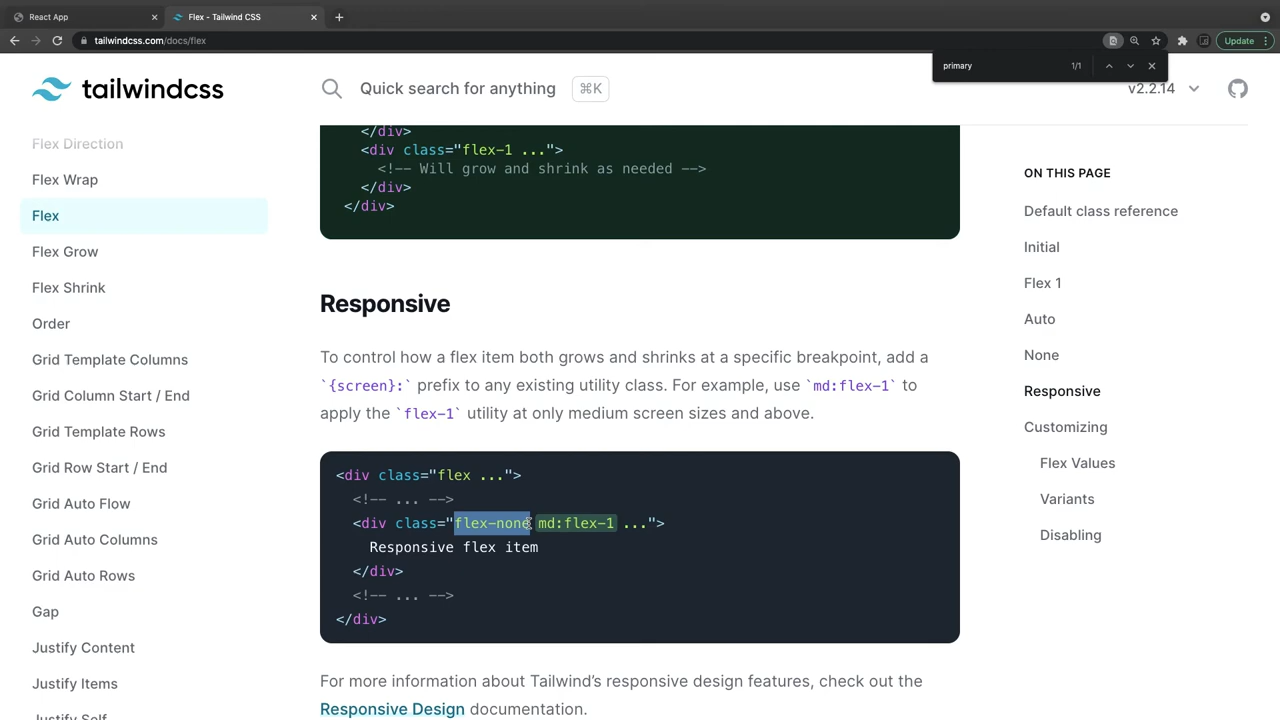 React App
Flex - Tailwind CSS
tailwindcss.com/docs/flex
Update
primary
1/1
tailwindcss
Quick search for anything
⌘K
v2.2.14
Flex Direction
Flex Wrap
Flex
Flex Grow
Flex Shrink
Order
Grid Template Columns
Grid Column Start / End
Grid Template Rows
Grid Row Start / End
Grid Auto Flow
Grid Auto Columns
Grid Auto Rows
Gap
Justify Content
Justify Items
Justify Self
</div>
<div class="flex-1 ...">
<!-- Will grow and shrink as needed -->
</div>
</div>
Responsive
To control how a flex item both grows and shrinks at a specific breakpoint, add a
`{screen}:` prefix to any existing utility class. For example, use `md:flex-1` to
apply the `flex-1` utility at only medium screen sizes and above.
<div class="flex ...">
<!-- ... -->
<div class="flex-none md:flex-1 ...">
Responsive flex item
</div>
<!-- ... -->
</div>
For more information about Tailwind’s responsive design features, check out the
Responsive Design documentation.
ON THIS PAGE
Default class reference
Initial
Flex 1
Auto
None
Responsive
Customizing
Flex Values
Variants
Disabling